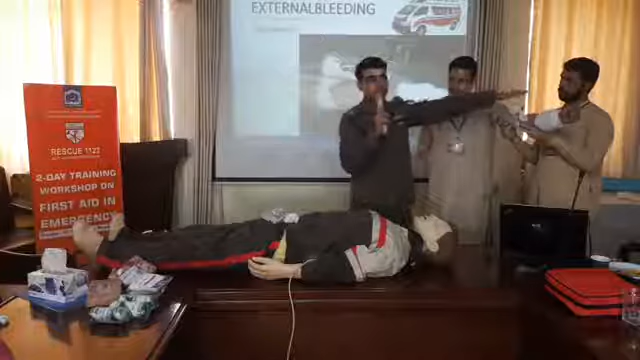 EXTERNALBLEEDING
RESCUE 1122
2-DAY TRAINING
WORKSHOP ON
FIRST AID IN
EMERGENCY